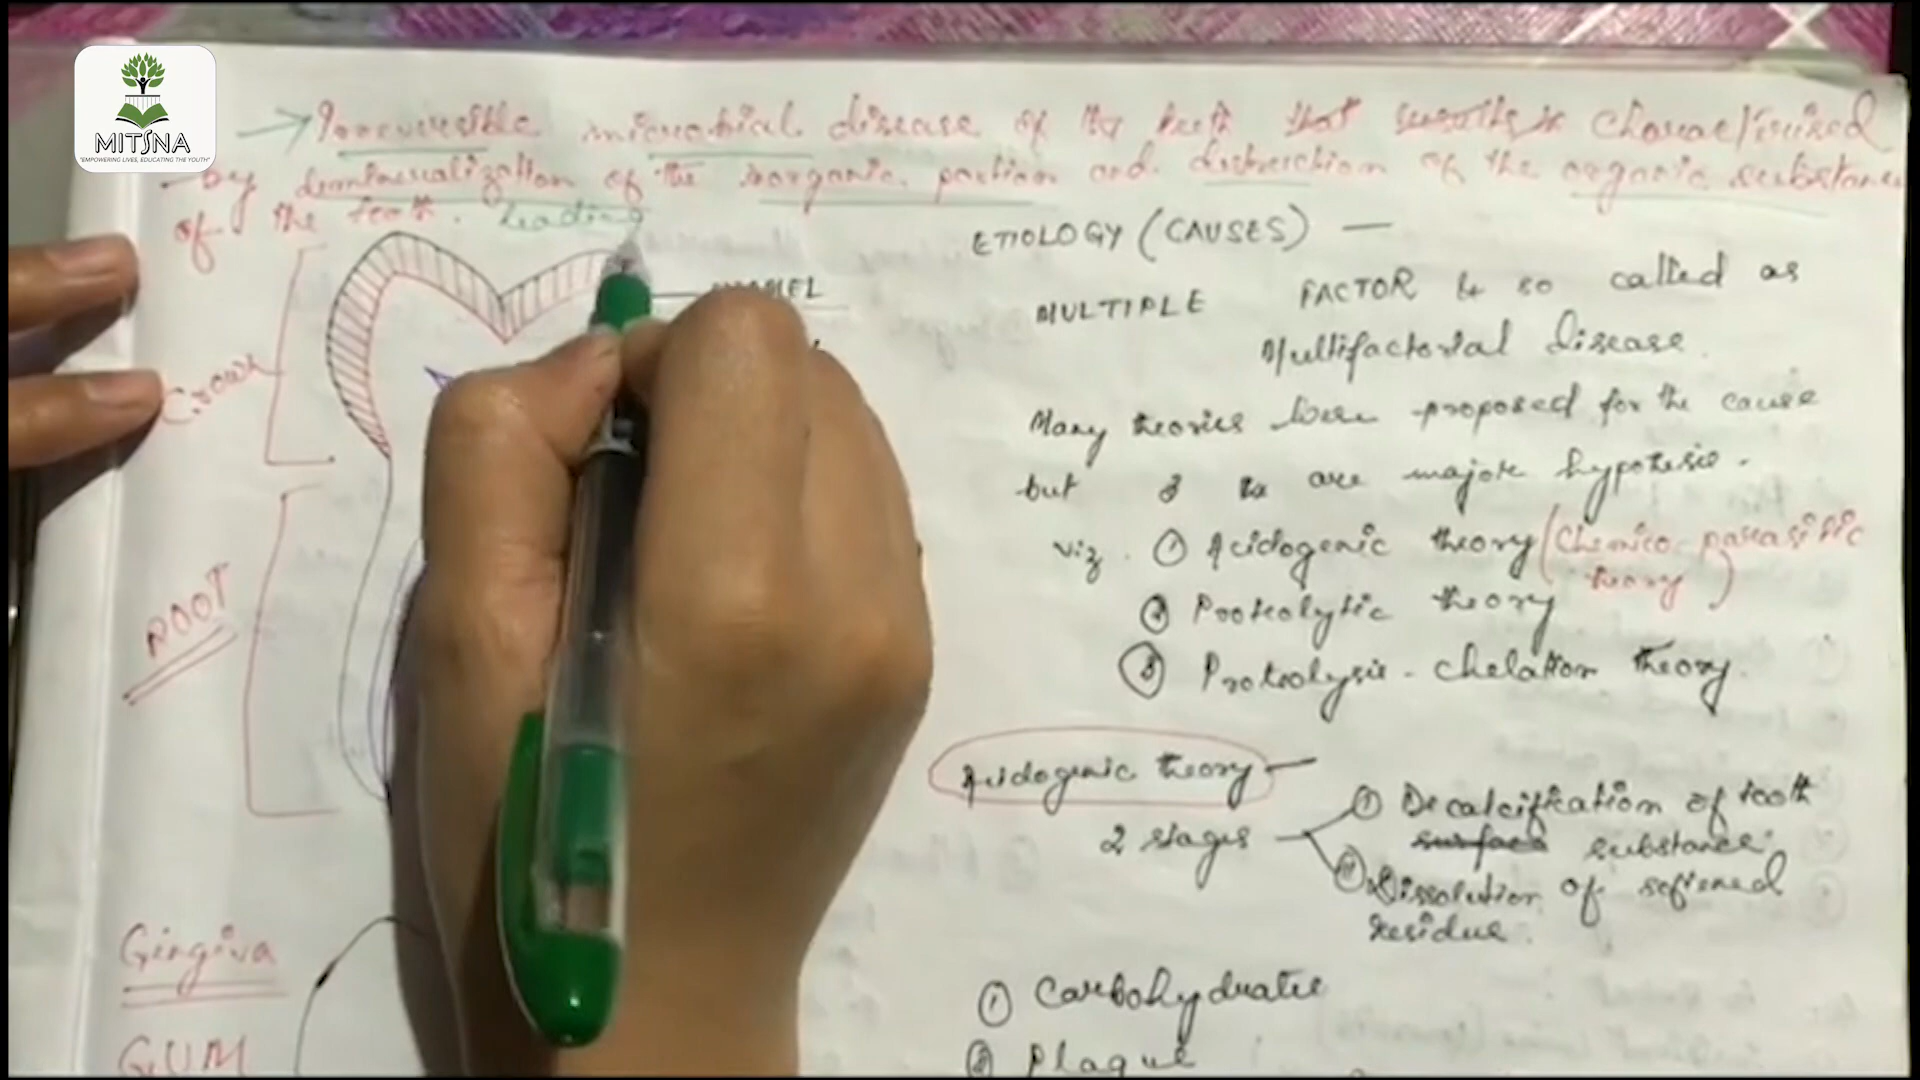 MITSNA
"EMPOWERING LIVES, EDUCATING THE YOUTH"
Irreversible microbial disease of the teeth that results in characterised
by demineralization of the inorganic portion and destruction of the organic substance
of the teeth. Leading
Crown
ROOT
Gingiva
GUM
ETIOLOGY (CAUSES) —
MULTIPLE FACTOR & so called as
Multifactorial disease.
Many theories were proposed for the cause
but 3 are major hypothesis.
viz. ① Acidogenic theory (Chemico parasitic
theory)
② Proteolytic theory
③ Proteolysis - chelation theory.
Acidogenic theory —
2 stages
① Decalcification of tooth
surface substance.
② Dissolution of softened
residue.
① Carbohydrate
② Plaque